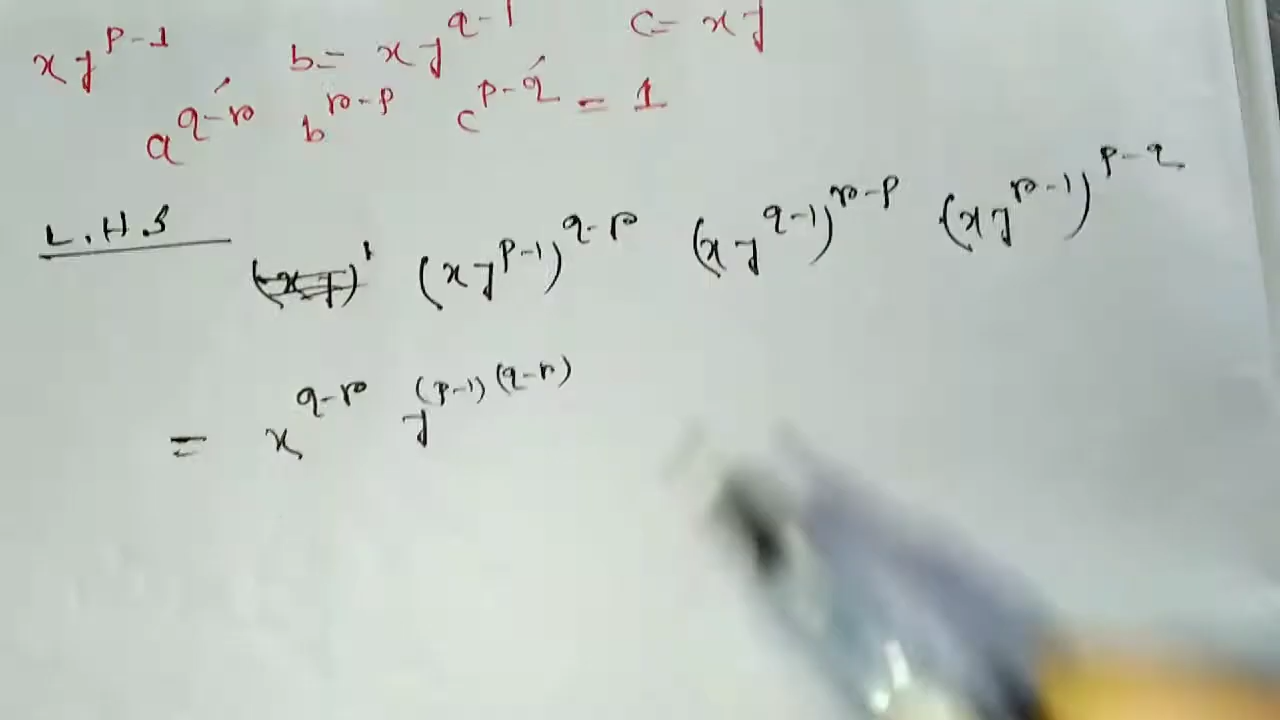 xy^{p-1} b= xy^{q-1} c= xy
a^{q-r} b^{r-p} c^{p-q} = 1
L.H.S
(xy^{p-1})^{q-r} (xy^{q-1})^{r-p} (xy^{r-1})^{p-q}
= x^{q-r} y^{(p-1)(q-r)}